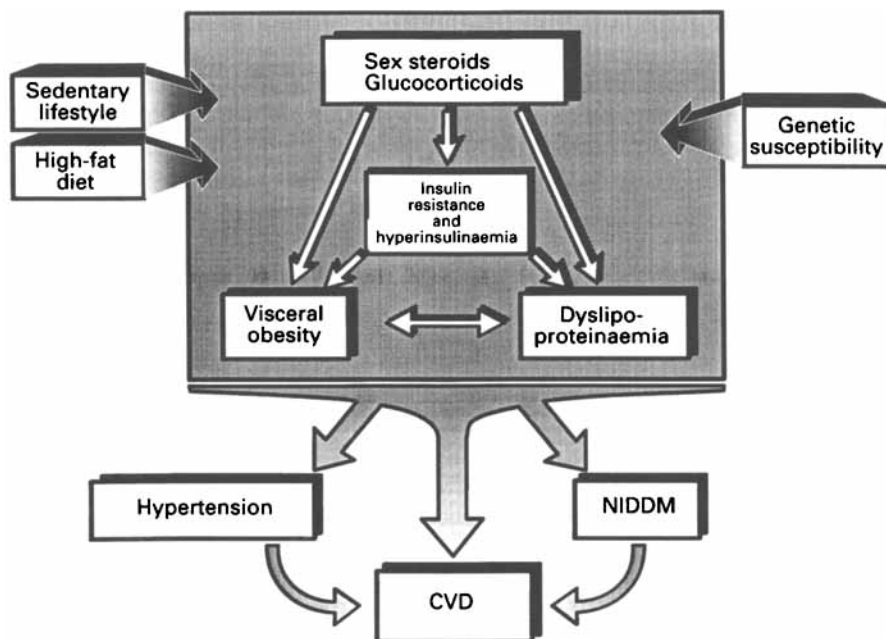 Sex steroids
Glucocorticoids
Sedentary
lifestyle
High-fat
diet
Genetic
susceptibility
Insulin
resistance
and
hyperinsulinaemia
Visceral
obesity
Dyslipo-
proteinaemia
Hypertension
NIDDM
CVD